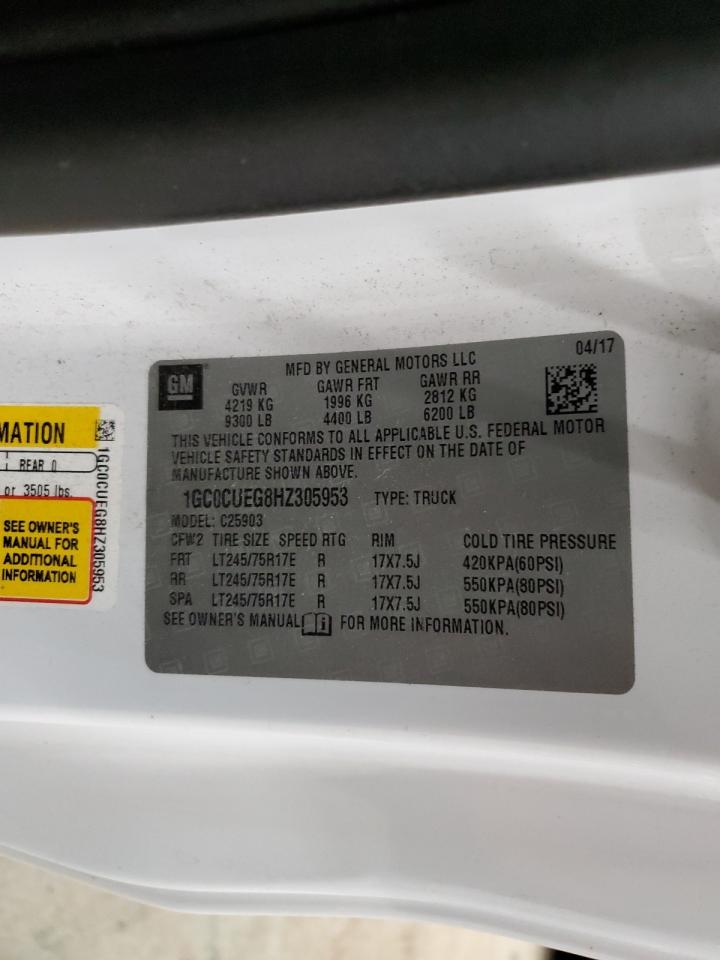 MFD BY GENERAL MOTORS LLC
04/17
GM
GVWR GAWR FRT GAWR RR
4219 KG 1996 KG 2812 KG
9300 LB 4400 LB 6200 LB
THIS VEHICLE CONFORMS TO ALL APPLICABLE U.S. FEDERAL MOTOR
VEHICLE SAFETY STANDARDS IN EFFECT ON THE DATE OF
MANUFACTURE SHOWN ABOVE.
1GC0CUEG8HZ305953 TYPE: TRUCK
MODEL: C25903
CFW2 TIRE SIZE SPEED RTG RIM COLD TIRE PRESSURE
FRT LT245/75R17E R 17X7.5J 420KPA(60PSI)
RR LT245/75R17E R 17X7.5J 550KPA(80PSI)
SPA LT245/75R17E R 17X7.5J 550KPA(80PSI)
SEE OWNER'S MANUAL i FOR MORE INFORMATION.
MATION
REAR 0
or 3505 lbs.
SEE OWNER'S
MANUAL FOR
ADDITIONAL
INFORMATION
1GC0CUEG8HZ305953